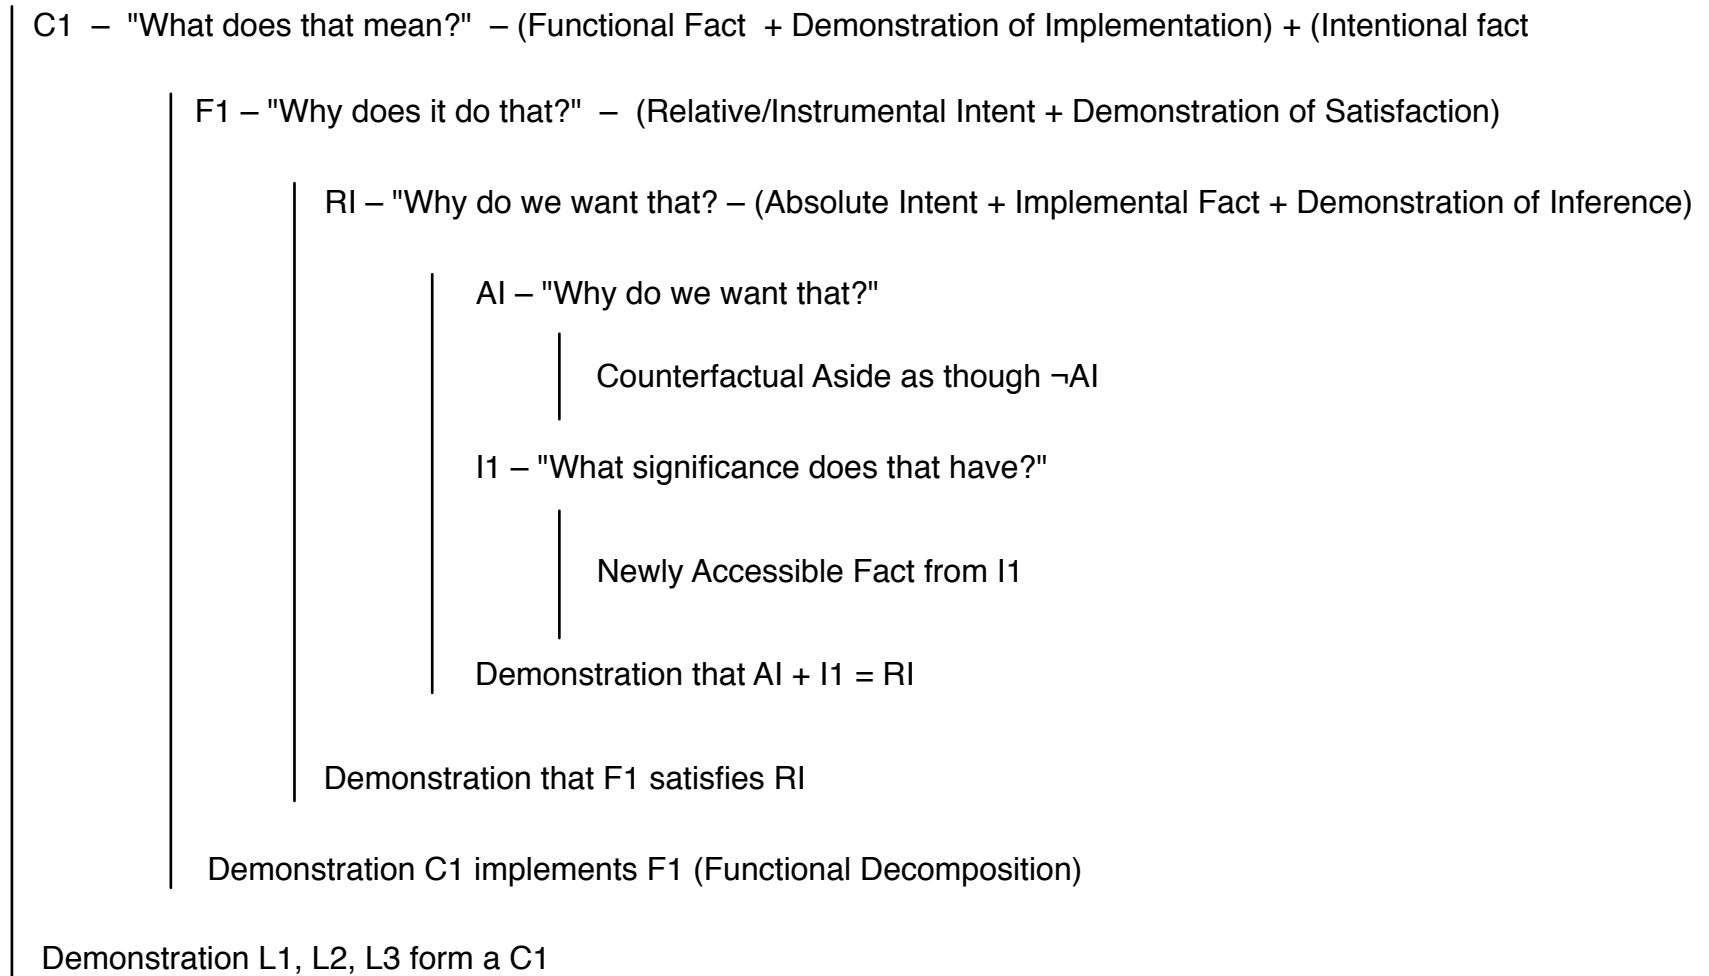 C1 – "What does that mean?" – (Functional Fact + Demonstration of Implementation) + (Intentional fact
F1 – "Why does it do that?" – (Relative/Instrumental Intent + Demonstration of Satisfaction)
RI – "Why do we want that? – (Absolute Intent + Implemental Fact + Demonstration of Inference)
AI – "Why do we want that?"
Counterfactual Aside as though ¬AI
I1 – "What significance does that have?"
Newly Accessible Fact from I1
Demonstration that AI + I1 = RI
Demonstration that F1 satisfies RI
Demonstration C1 implements F1 (Functional Decomposition)
Demonstration L1, L2, L3 form a C1